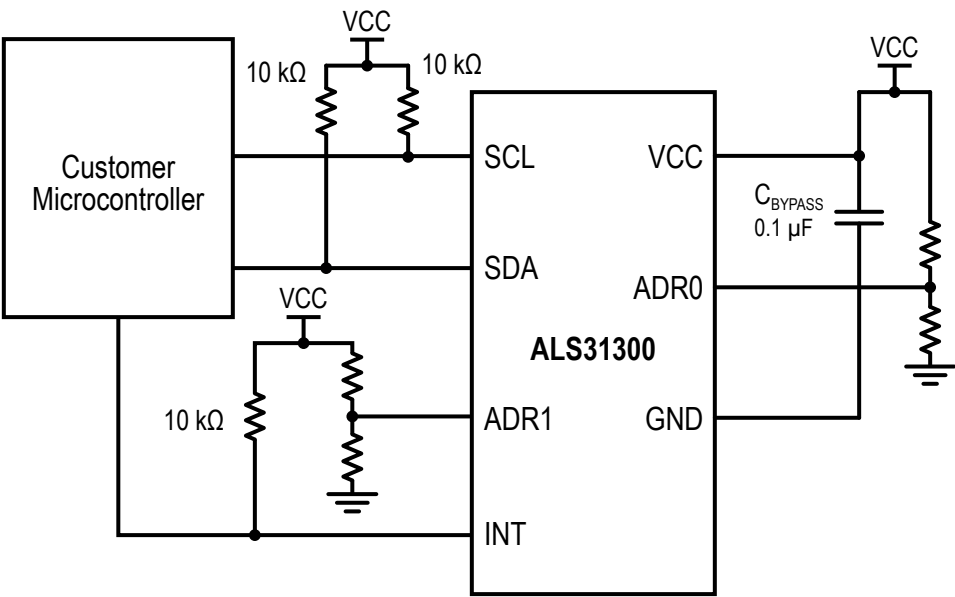 VCC
10 kΩ
10 kΩ
VCC
Customer
Microcontroller
SCL
VCC
C_BYPASS
0.1 µF
SDA
ADR0
VCC
ALS31300
10 kΩ
ADR1
GND
INT